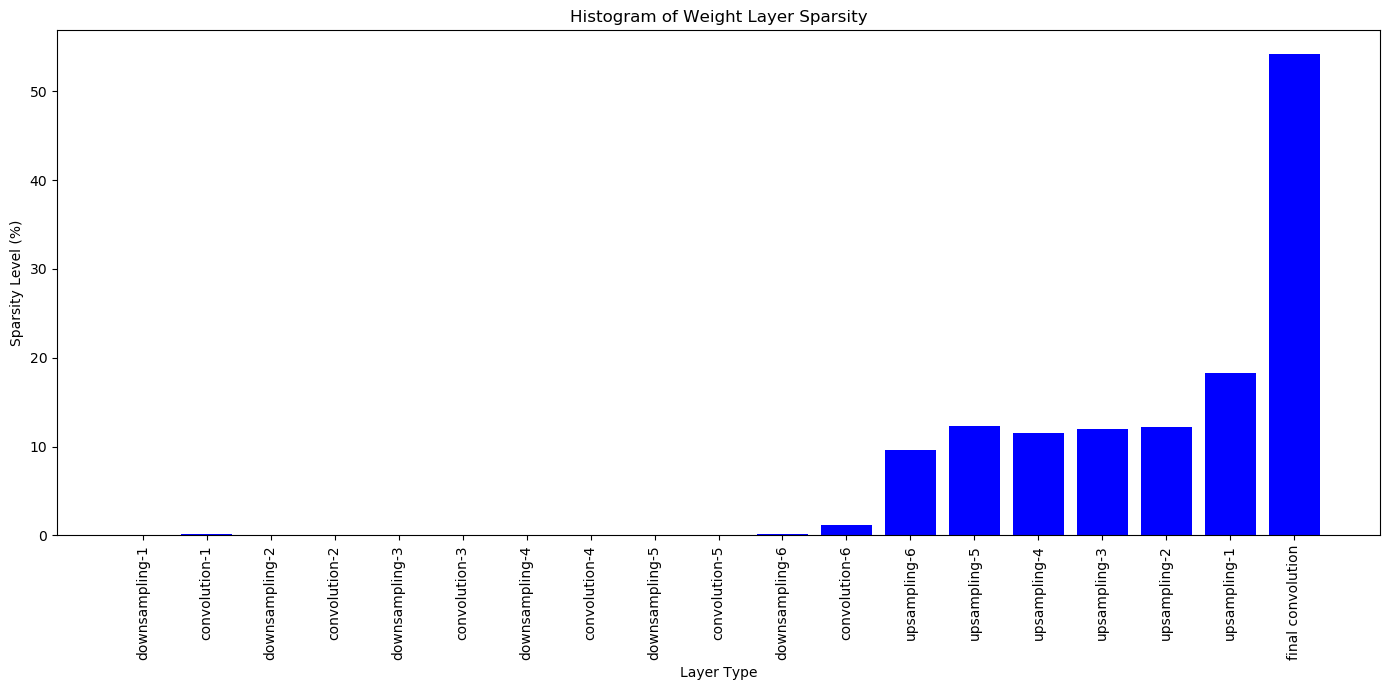 Histogram of Weight Layer Sparsity
Sparsity Level (%)
50
40
30
20
10
0
downsampling-1
convolution-1
downsampling-2
convolution-2
downsampling-3
convolution-3
downsampling-4
convolution-4
downsampling-5
convolution-5
downsampling-6
convolution-6
upsampling-6
upsampling-5
upsampling-4
upsampling-3
upsampling-2
upsampling-1
final convolution
Layer Type